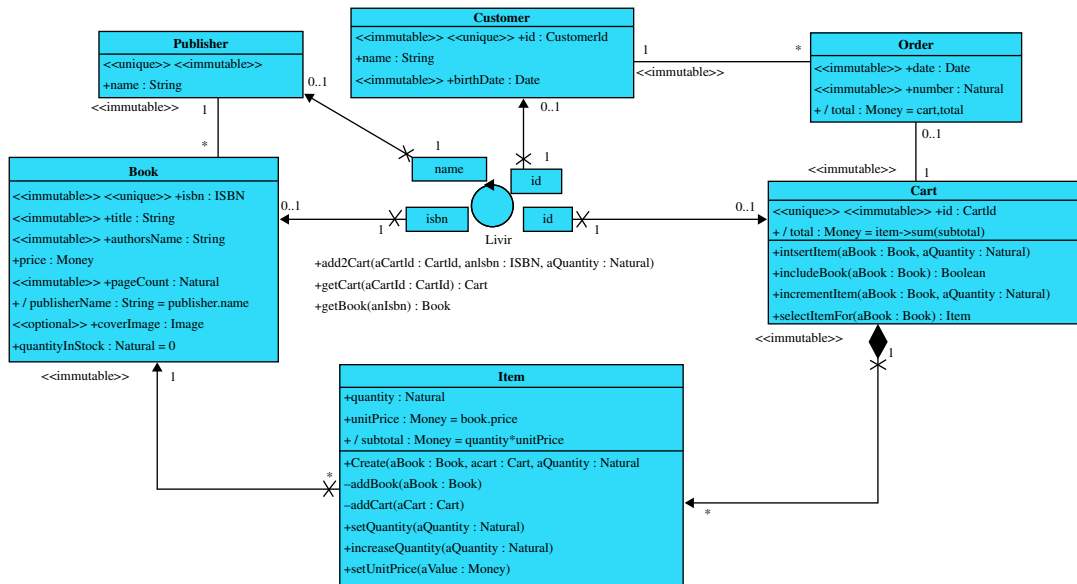 Customer
<<immutable>> <<unique>> +id : CustomerId
+name : String
<<immutable>> +birthDate : Date
Publisher
<<unique>> <<immutable>>
+name : String
Order
<<immutable>> +date : Date
<<immutable>> +number : Natural
+ / total : Money = cart,total
1
<<immutable>>
*
0..1
0..1
0..1
<<immutable>>
1
*
1
1
<<immutable>>
1
name
id
isbn
id
Livir
0..1
1
1
0..1
Book
<<immutable>> <<unique>> +isbn : ISBN
<<immutable>> +title : String
<<immutable>> +authorsName : String
+price : Money
<<immutable>> +pageCount : Natural
+ / publisherName : String = publisher.name
<<optional>> +coverImage : Image
+quantityInStock : Natural = 0
+add2Cart(aCartld : CartId, anlsbn : ISBN, aQuantity : Natural)
+getCart(aCartId : CartId) : Cart
+getBook(anIsbn) : Book
Cart
<<unique>> <<immutable>> +id : CartId
+ / total : Money = item->sum(subtotal)
+intsertItem(aBook : Book, aQuantity : Natural)
+includeBook(aBook : Book) : Boolean
+incrementItem(aBook : Book, aQuantity : Natural)
+selectItemFor(aBook : Book) : Item
<<immutable>>
1
<<immutable>>
1
Item
+quantity : Natural
+unitPrice : Money = book.price
+ / subtotal : Money = quantity*unitPrice
+Create(aBook : Book, acart : Cart, aQuantity : Natural
–addBook(aBook : Book)
–addCart(aCart : Cart)
+setQuantity(aQuantity : Natural)
+increaseQuantity(aQuantity : Natural)
+setUnitPrice(aValue : Money)
*
*